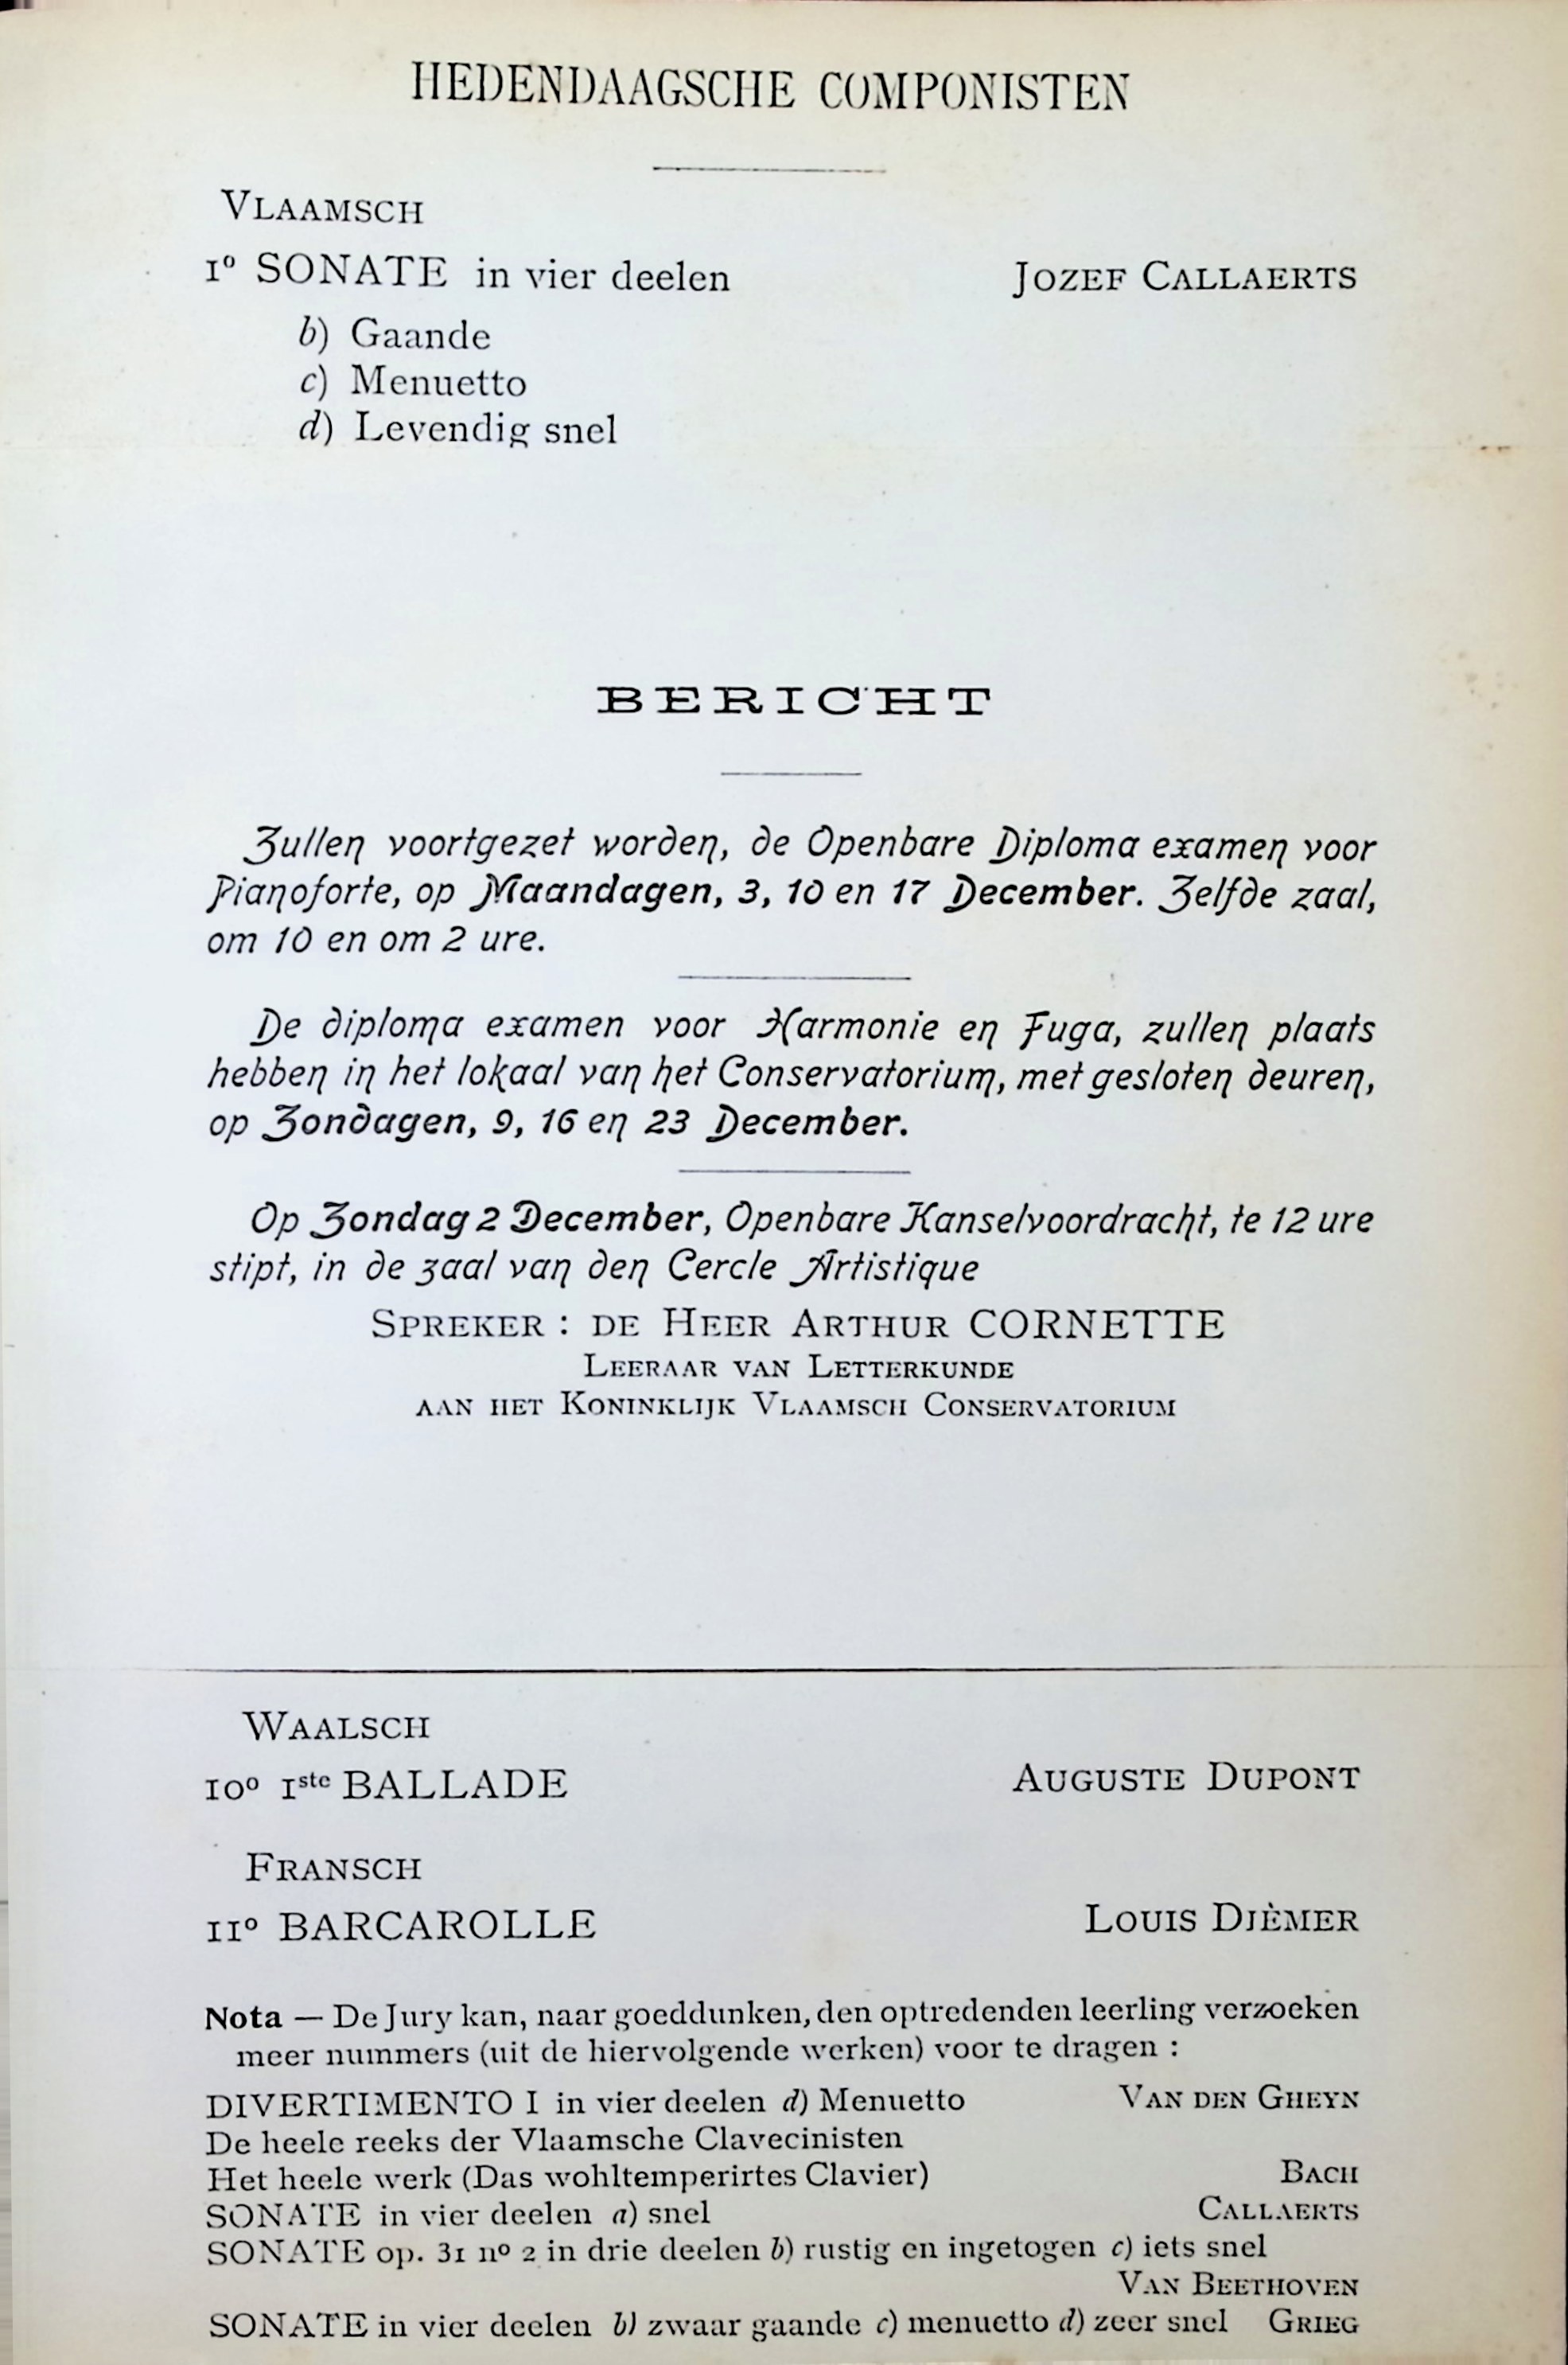 HEDENDAAGSCHE COMPONISTEN
VLAAMSCH
1º SONATE in vier deelen JOZEF CALLAERTS
b) Gaande
c) Menuetto
d) Levendig snel
BERICHT
Zullen voortgezet worden, de Openbare Diploma examen voor
Pianoforte, op Maandagen, 3, 10 en 17 December. Zelfde zaal,
om 10 en om 2 ure.
De diploma examen voor Harmonie en Fuga, zullen plaats
hebben in het lokaal van het Conservatorium, met gesloten deuren,
op Zondagen, 9, 16 en 23 December.
Op Zondag 2 December, Openbare Kanselvoordracht, te 12 ure
stipt, in de zaal van den Cercle Artistique
SPREKER : DE HEER ARTHUR CORNETTE
LEERAAR VAN LETTERKUNDE
AAN HET KONINKLIJK VLAAMSCH CONSERVATORIUM
WAALSCH
10º 1ste BALLADE AUGUSTE DUPONT
FRANSCH
11º BARCAROLLE LOUIS DIÈMER
Nota — De Jury kan, naar goeddunken, den optredenden leerling verzoeken
meer nummers (uit de hiervolgende werken) voor te dragen :
DIVERTIMENTO I in vier deelen d) Menuetto VAN DEN GHEYN
De heele reeks der Vlaamsche Clavecinisten
Het heele werk (Das wohltemperirtes Clavier) BACH
SONATE in vier deelen a) snel CALLAERTS
SONATE op. 31 nº 2 in drie deelen b) rustig en ingetogen c) iets snel
VAN BEETHOVEN
SONATE in vier deelen b) zwaar gaande c) menuetto d) zeer snel GRIEG